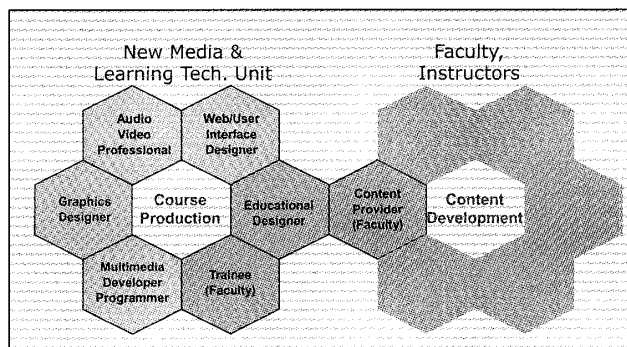 New Media &
Learning Tech. Unit
Faculty,
Instructors
Audio
Video
Professional
Web/User
Interface
Designer
Graphics
Designer
Course
Production
Educational
Designer
Content
Provider
(Faculty)
Content
Development
Multimedia
Developer
Programmer
Trainee
(Faculty)